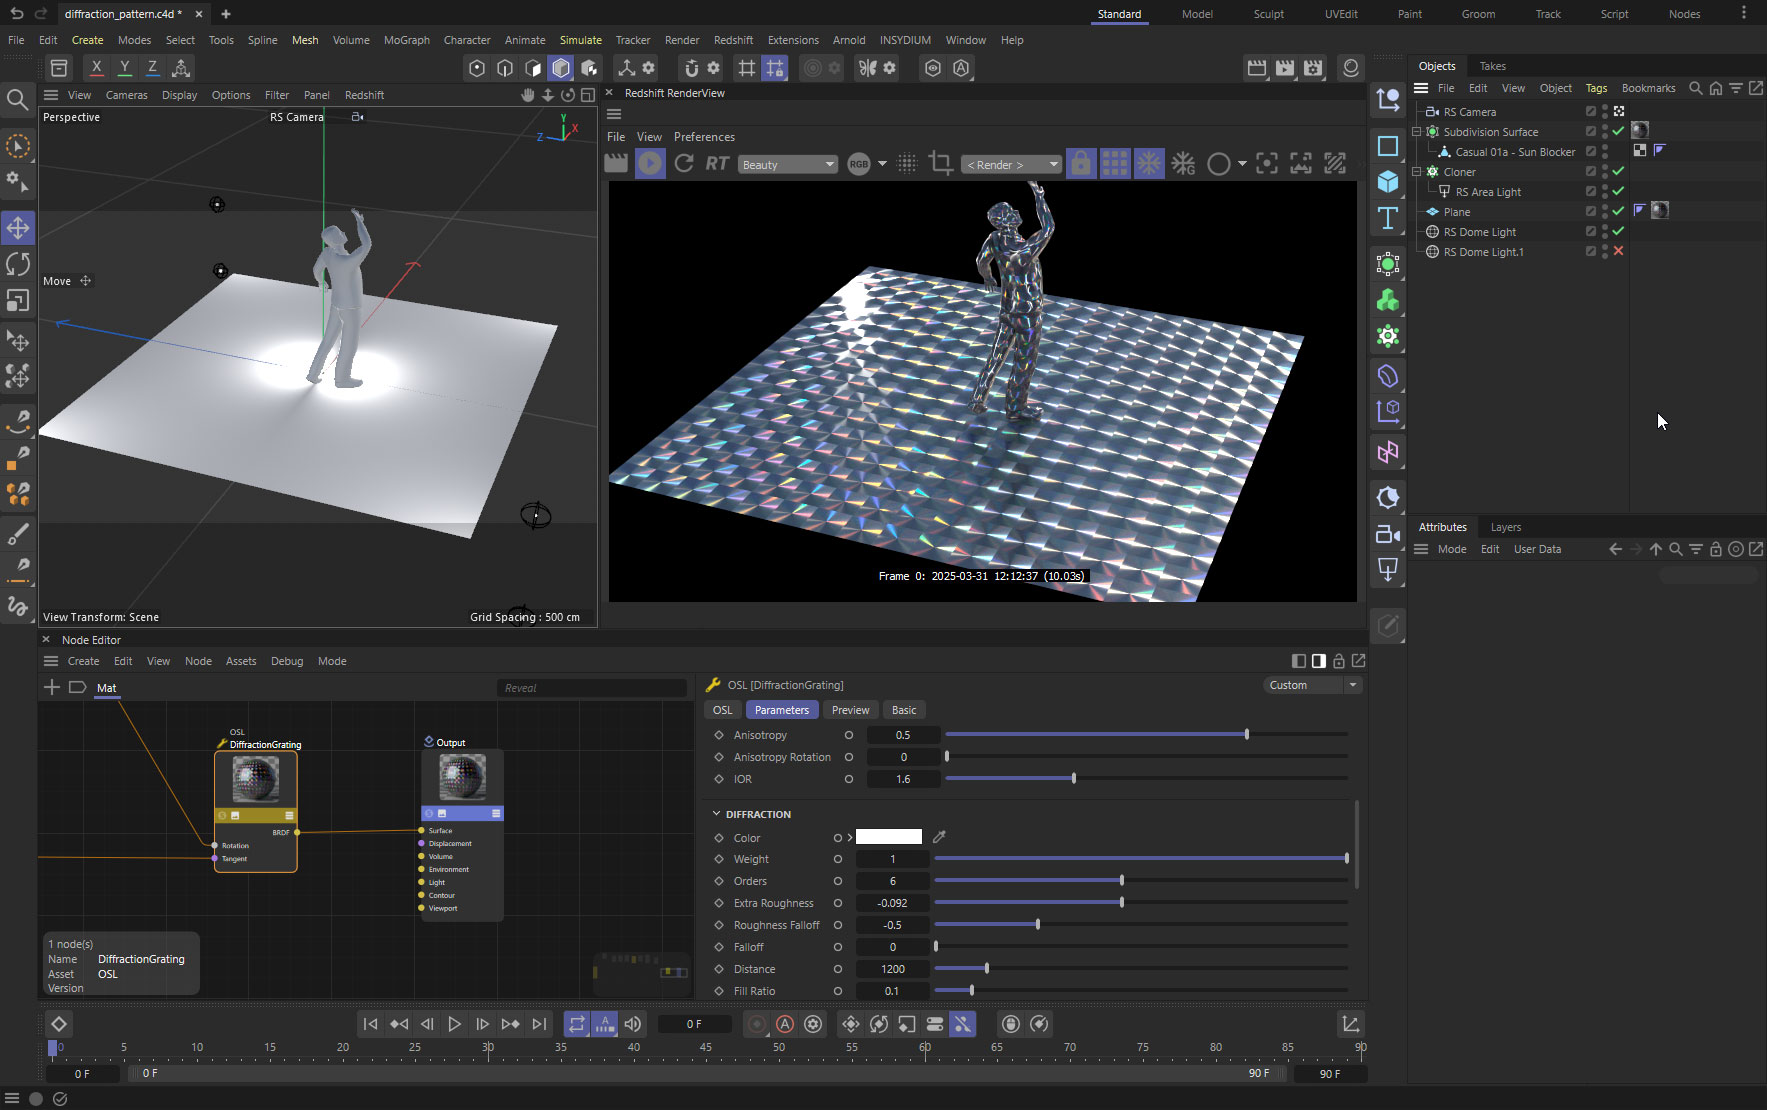 diffraction_pattern.c4d *
Standard Model Sculpt UVEdit Paint Groom Track Script Nodes
File Edit Create Modes Select Tools Spline Mesh Volume MoGraph Character Animate Simulate Tracker Render Redshift Extensions Arnold INSYDIUM Window Help
X Y Z
View Cameras Display Options Filter Panel Redshift
Perspective
RS Camera
Y
X
Z
Move
View Transform: Scene
Grid Spacing : 500 cm
Redshift RenderView
File View Preferences
RT Beauty RGB < Render > G
Frame 0: 2025-03-31 12:12:37 (10.03s)
Objects Takes
File Edit View Object Tags Bookmarks
RS Camera
Subdivision Surface
Casual 01a - Sun Blocker
Cloner
RS Area Light
Plane
RS Dome Light
RS Dome Light.1
Attributes Layers
Mode Edit User Data
Node Editor
Create Edit View Node Assets Debug Mode
Mat
Reveal
OSL
DiffractionGrating
BRDF
Rotation
Tangent
Output
Surface
Displacement
Volume
Environment
Light
Contour
Viewport
1 node(s)
Name DiffractionGrating
Asset OSL
Version
OSL [DiffractionGrating]
Custom
OSL Parameters Preview Basic
Anisotropy 0.5
Anisotropy Rotation 0
IOR 1.6
DIFFRACTION
Color
Weight 1
Orders 6
Extra Roughness -0.092
Roughness Falloff -0.5
Falloff 0
Distance 1200
Fill Ratio 0.1
A
0 F
A
0 5 10 15 20 25 30 35 40 45 50 55 60 65 70 75 80 85 90
0 F 0 F 90 F 90 F